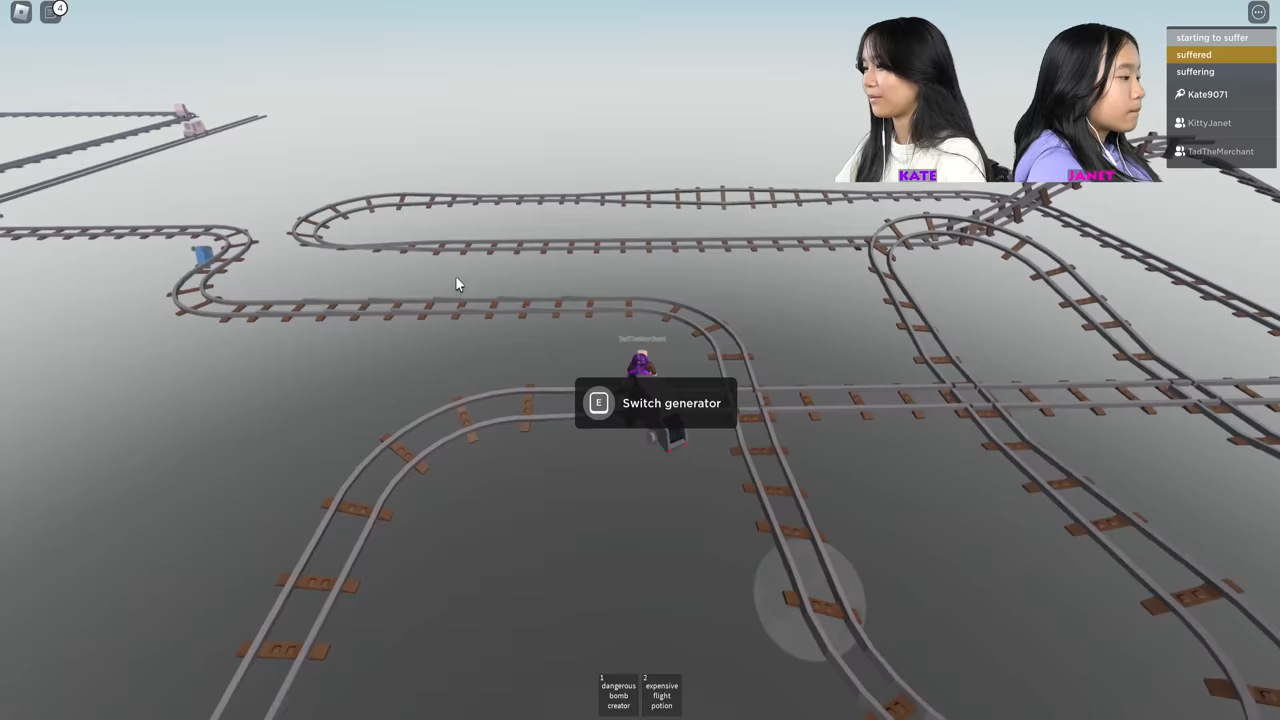 4
starting to suffer
suffered
suffering
Kate9071
KittyJanet
TadTheMerchant
KATE
JANET
TadTheMerchant
E
Switch generator
1
dangerous
bomb
creator
2
expensive
flight
potion